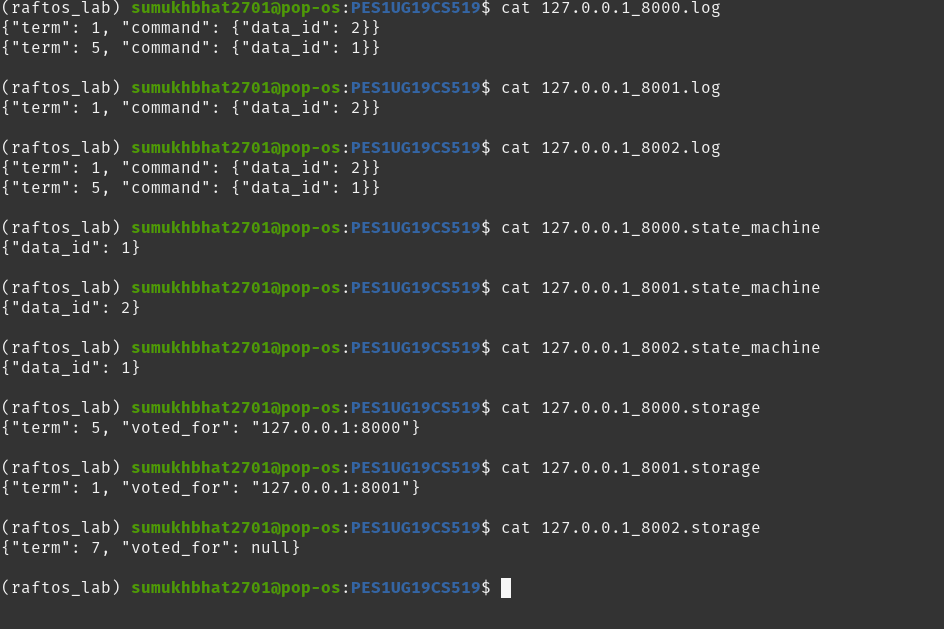 (raftos_lab) sumukhbhat2701@pop-os:PES1UG19CS519$ cat 127.0.0.1_8000.log
{"term": 1, "command": {"data_id": 2}}
{"term": 5, "command": {"data_id": 1}}
(raftos_lab) sumukhbhat2701@pop-os:PES1UG19CS519$ cat 127.0.0.1_8001.log
{"term": 1, "command": {"data_id": 2}}
(raftos_lab) sumukhbhat2701@pop-os:PES1UG19CS519$ cat 127.0.0.1_8002.log
{"term": 1, "command": {"data_id": 2}}
{"term": 5, "command": {"data_id": 1}}
(raftos_lab) sumukhbhat2701@pop-os:PES1UG19CS519$ cat 127.0.0.1_8000.state_machine
{"data_id": 1}
(raftos_lab) sumukhbhat2701@pop-os:PES1UG19CS519$ cat 127.0.0.1_8001.state_machine
{"data_id": 2}
(raftos_lab) sumukhbhat2701@pop-os:PES1UG19CS519$ cat 127.0.0.1_8002.state_machine
{"data_id": 1}
(raftos_lab) sumukhbhat2701@pop-os:PES1UG19CS519$ cat 127.0.0.1_8000.storage
{"term": 5, "voted_for": "127.0.0.1:8000"}
(raftos_lab) sumukhbhat2701@pop-os:PES1UG19CS519$ cat 127.0.0.1_8001.storage
{"term": 1, "voted_for": "127.0.0.1:8001"}
(raftos_lab) sumukhbhat2701@pop-os:PES1UG19CS519$ cat 127.0.0.1_8002.storage
{"term": 7, "voted_for": null}
(raftos_lab) sumukhbhat2701@pop-os:PES1UG19CS519$